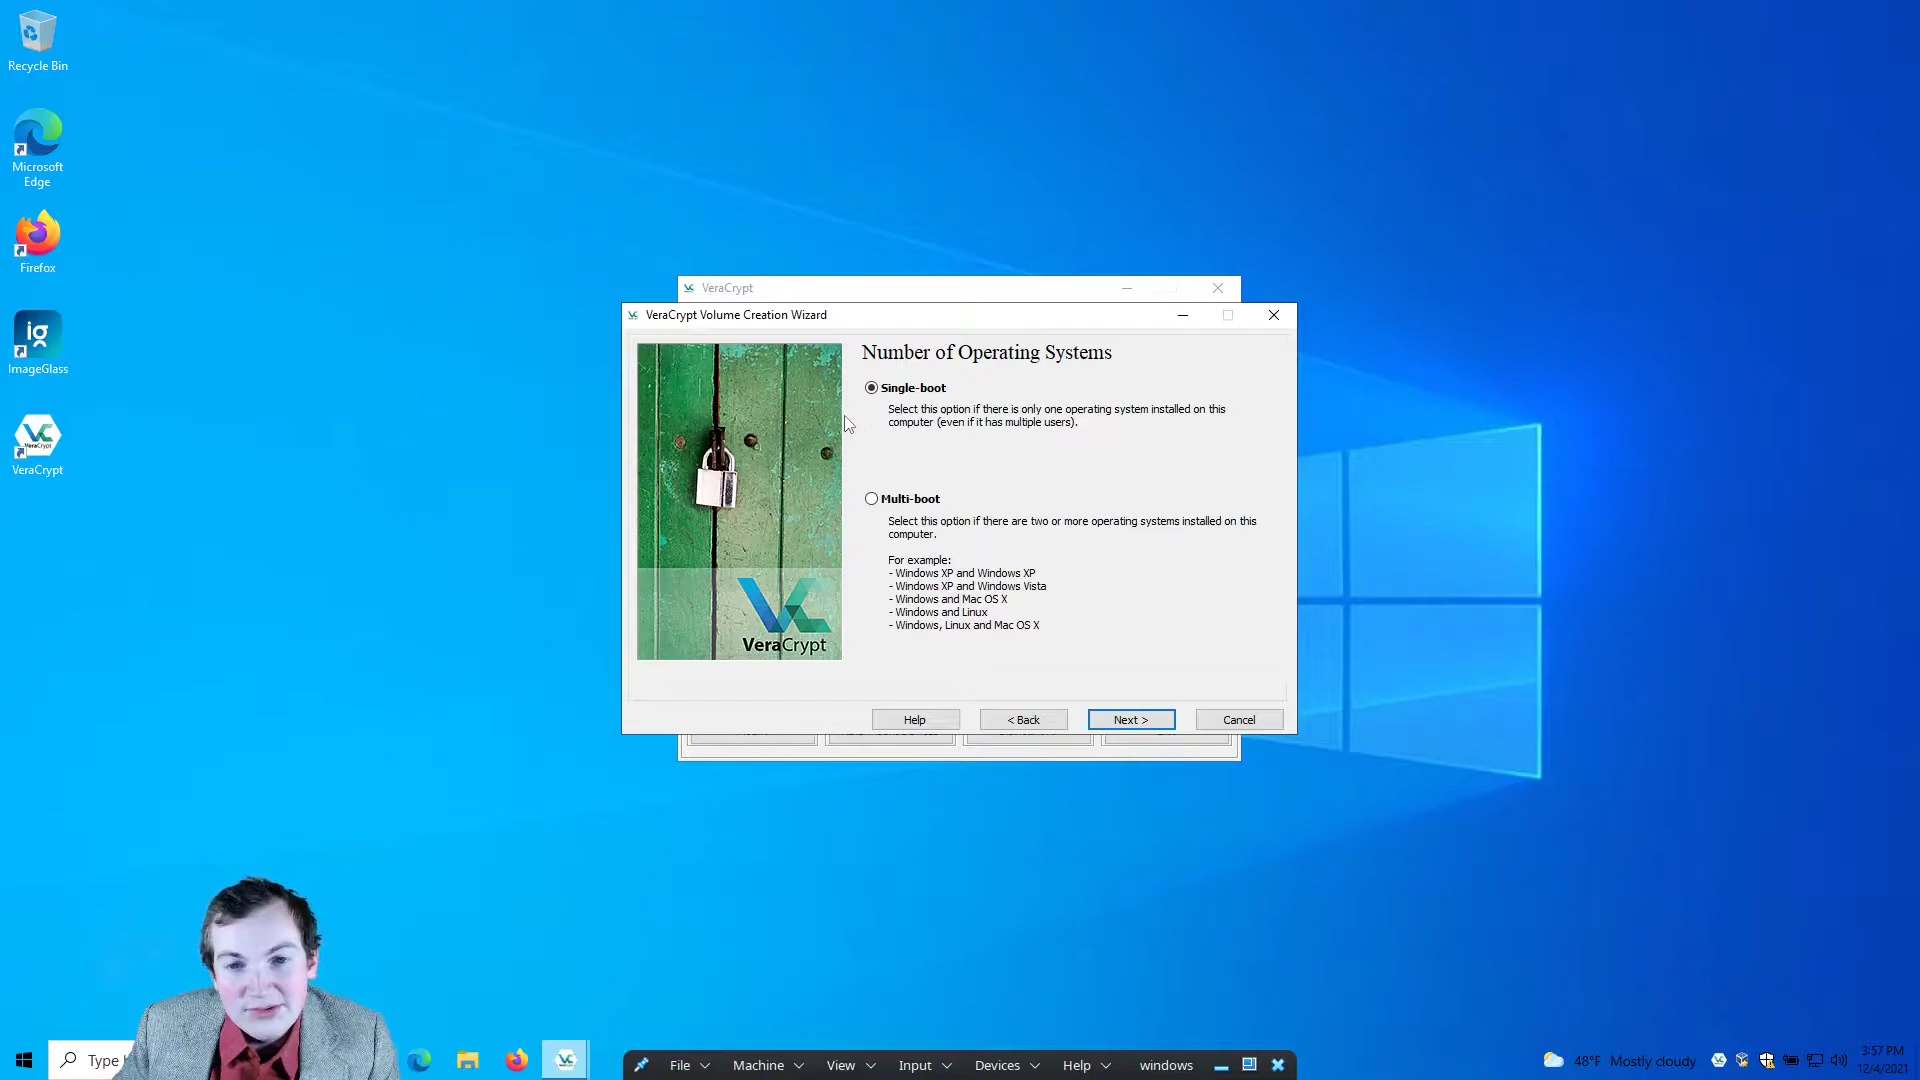 Recycle Bin
Microsoft
Edge
Firefox
ig
ImageGlass
VeraCrypt
VeraCrypt
VeraCrypt
VeraCrypt Volume Creation Wizard
Number of Operating Systems
Single-boot
Select this option if there is only one operating system installed on this
computer (even if it has multiple users).
Multi-boot
Select this option if there are two or more operating systems installed on this
computer.
For example:
- Windows XP and Windows XP
- Windows XP and Windows Vista
- Windows and Mac OS X
- Windows and Linux
- Windows, Linux and Mac OS X
VeraCrypt
Help
< Back
Next >
Cancel
Type
File
Machine
View
Input
Devices
Help
windows
48°F Mostly cloudy
3:57 PM
12/4/2021